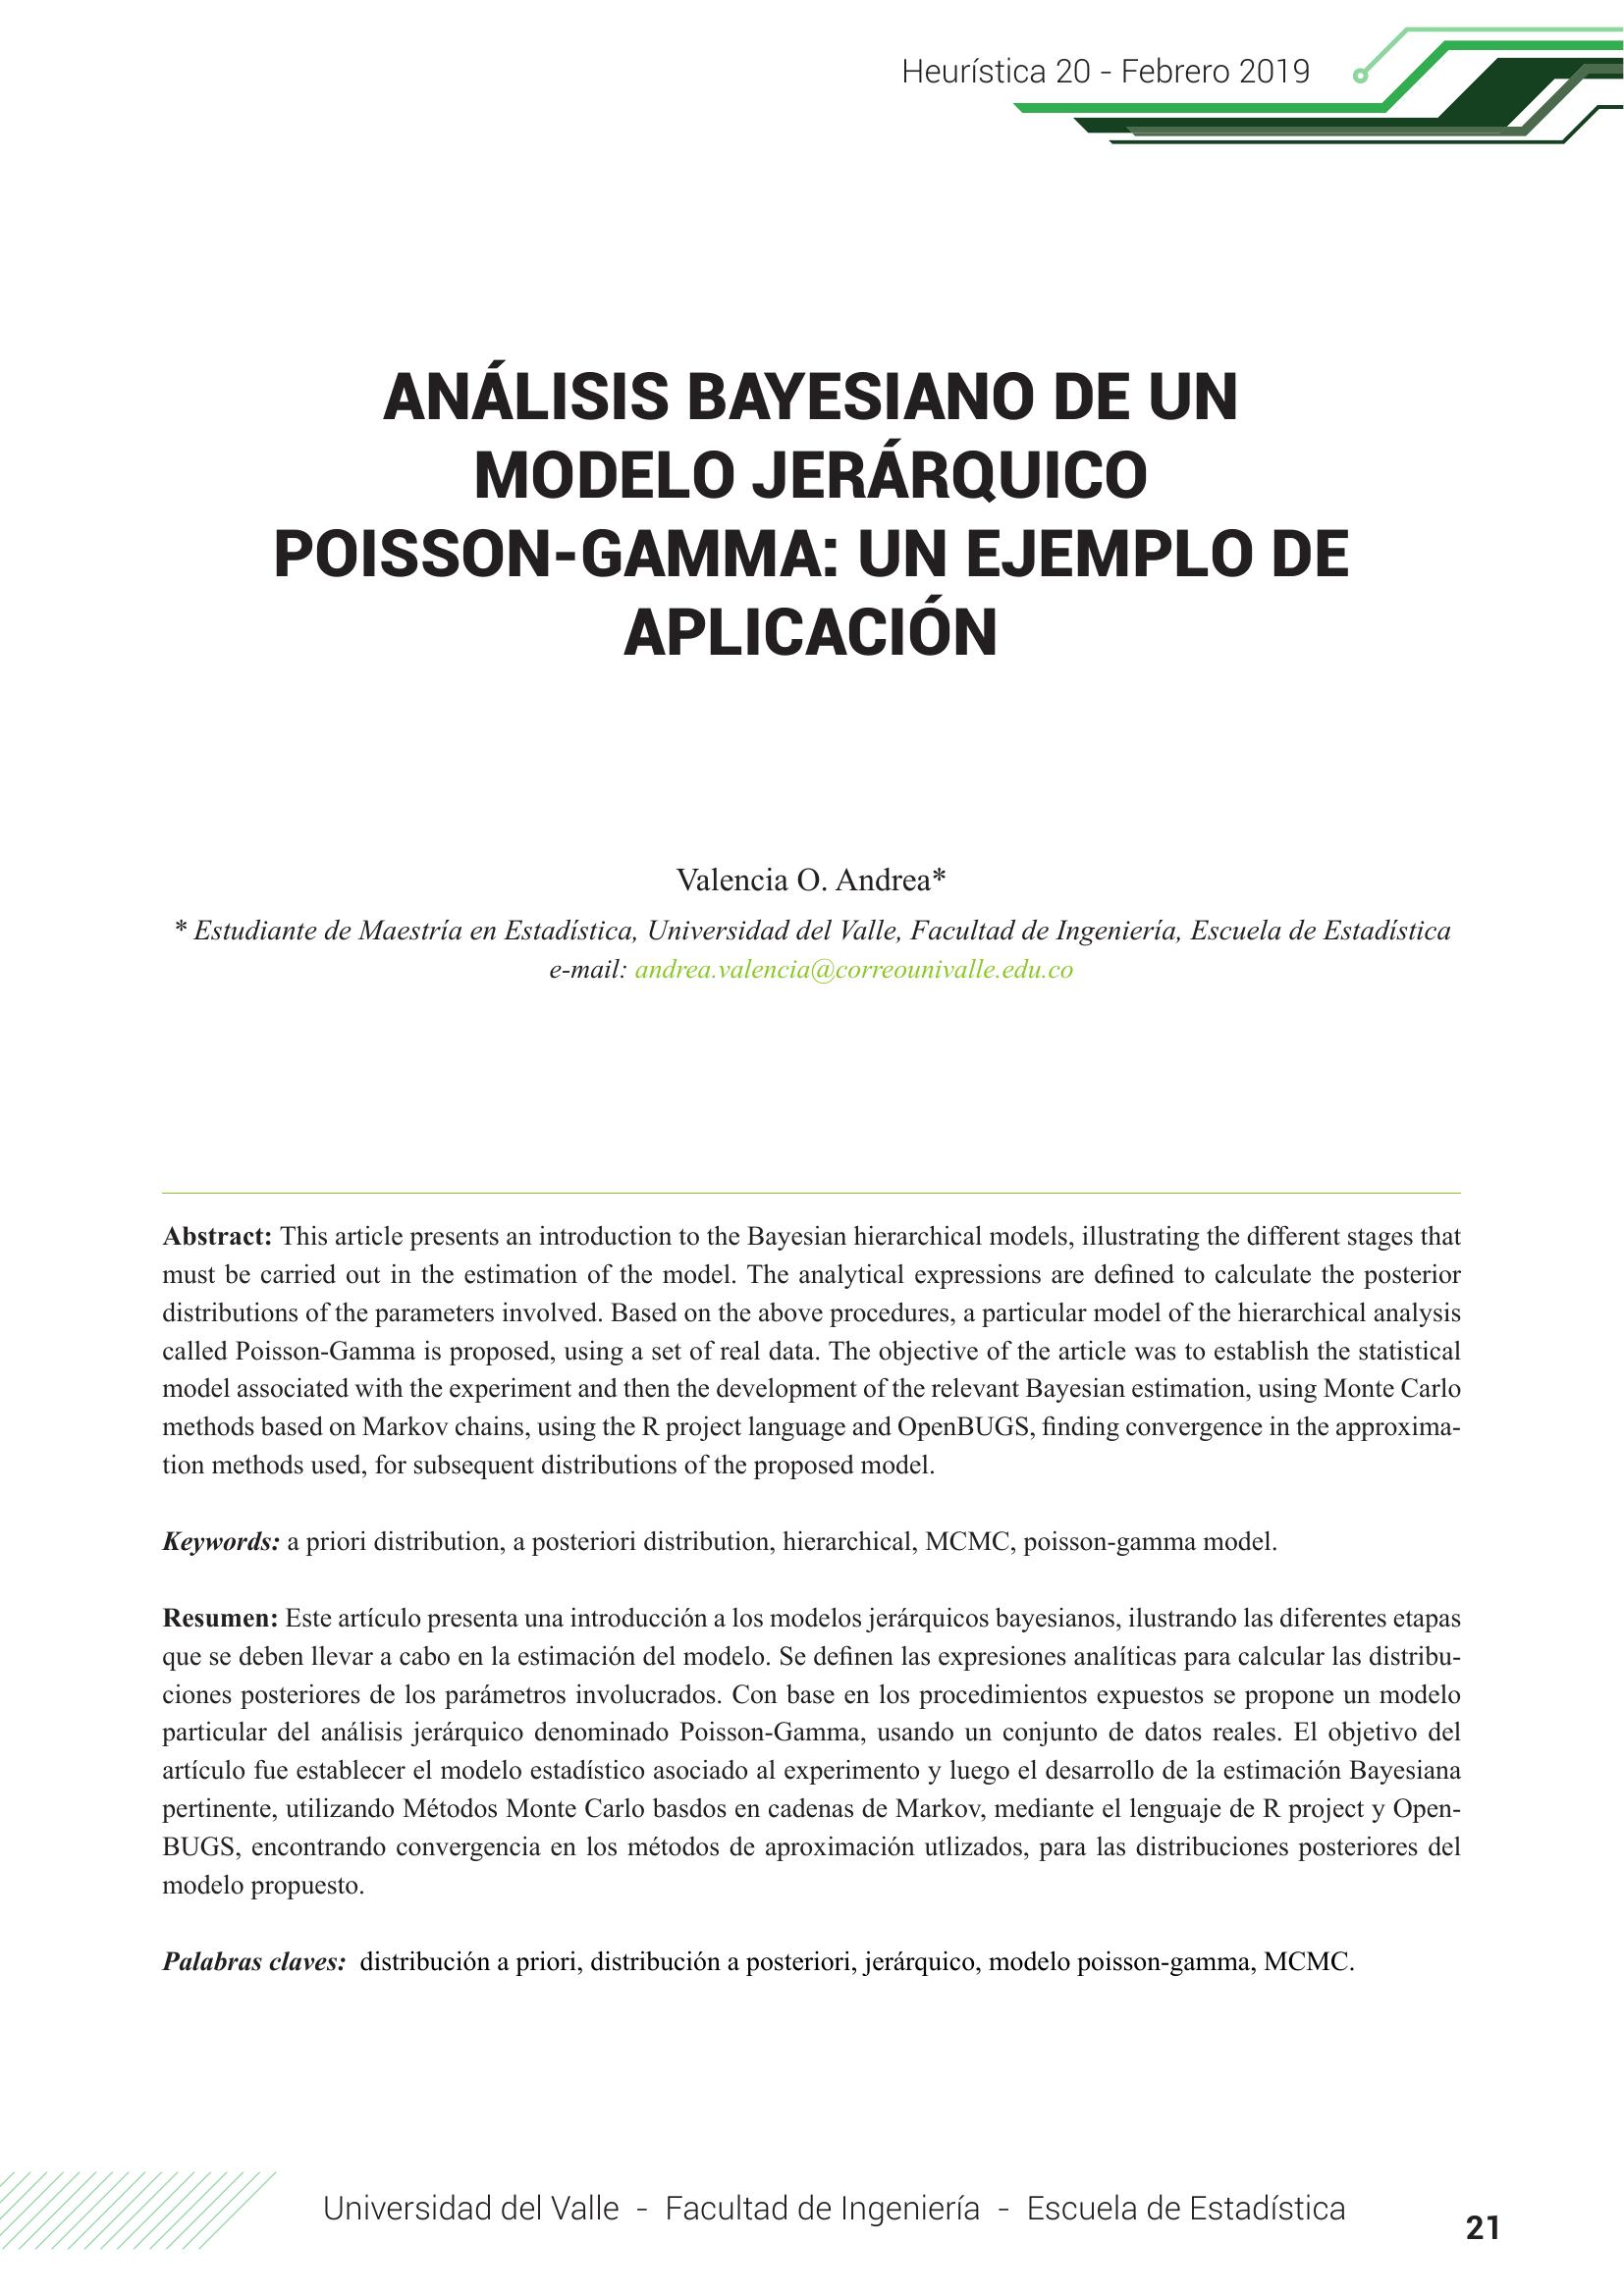 Heurística 20 - Febrero 2019
ANÁLISIS BAYESIANO DE UN
MODELO JERÁRQUICO
POISSON-GAMMA: UN EJEMPLO DE
APLICACIÓN
Valencia O. Andrea*
* Estudiante de Maestría en Estadística, Universidad del Valle, Facultad de Ingeniería, Escuela de Estadística
e-mail: andrea.valencia@correounivalle.edu.co
Abstract: This article presents an introduction to the Bayesian hierarchical models, illustrating the different stages that
must be carried out in the estimation of the model. The analytical expressions are defined to calculate the posterior
distributions of the parameters involved. Based on the above procedures, a particular model of the hierarchical analysis
called Poisson-Gamma is proposed, using a set of real data. The objective of the article was to establish the statistical
model associated with the experiment and then the development of the relevant Bayesian estimation, using Monte Carlo
methods based on Markov chains, using the R project language and OpenBUGS, finding convergence in the approxima-
tion methods used, for subsequent distributions of the proposed model.
Keywords: a priori distribution, a posteriori distribution, hierarchical, MCMC, poisson-gamma model.
Resumen: Este artículo presenta una introducción a los modelos jerárquicos bayesianos, ilustrando las diferentes etapas
que se deben llevar a cabo en la estimación del modelo. Se definen las expresiones analíticas para calcular las distribu-
ciones posteriores de los parámetros involucrados. Con base en los procedimientos expuestos se propone un modelo
particular del análisis jerárquico denominado Poisson-Gamma, usando un conjunto de datos reales. El objetivo del
artículo fue establecer el modelo estadístico asociado al experimento y luego el desarrollo de la estimación Bayesiana
pertinente, utilizando Métodos Monte Carlo basdos en cadenas de Markov, mediante el lenguaje de R project y Open-
BUGS, encontrando convergencia en los métodos de aproximación utlizados, para las distribuciones posteriores del
modelo propuesto.
Palabras claves: distribución a priori, distribución a posteriori, jerárquico, modelo poisson-gamma, MCMC.
Universidad del Valle - Facultad de Ingeniería - Escuela de Estadística
21